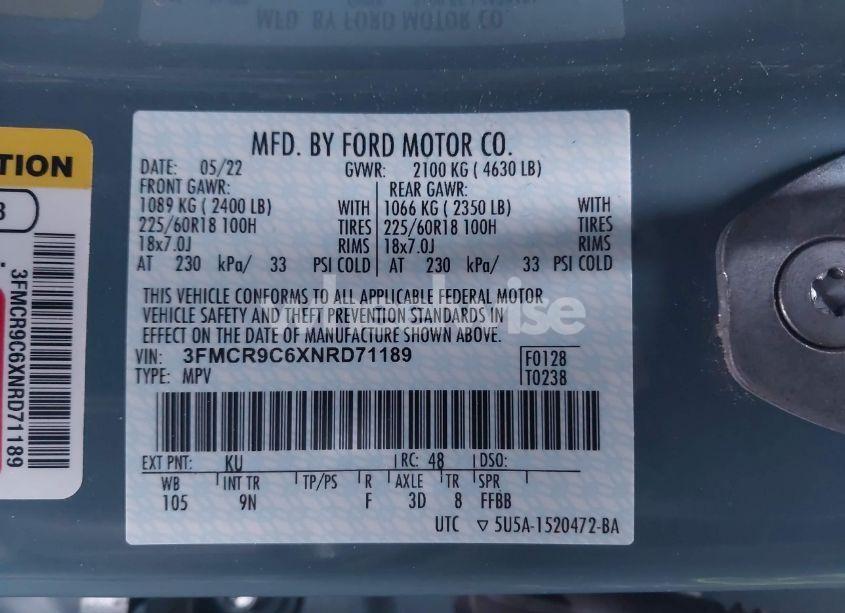 MFD. BY FORD MOTOR CO.
MFD. BY FORD MOTOR CO.
DATE: 05/22 GVWR: 2100 KG ( 4630 LB)
FRONT GAWR: REAR GAWR:
1089 KG ( 2400 LB) WITH 1066 KG ( 2350 LB) WITH
225/60R18 100H TIRES 225/60R18 100H TIRES
18x7.0J RIMS 18x7.0J RIMS
AT 230 kPa/ 33 PSI COLD AT 230 kPa/ 33 PSI COLD
THIS VEHICLE CONFORMS TO ALL APPLICABLE FEDERAL MOTOR
VEHICLE SAFETY AND THEFT PREVENTION STANDARDS IN
EFFECT ON THE DATE OF MANUFACTURE SHOWN ABOVE.
VIN: 3FMCR9C6XNRD71189 F0128
TYPE: MPV T0238
EXT PNT: KU RC: 48 DSO:
WB INT TR TP/PS R AXLE TR SPR
105 9N F 3D 8 FFBB
UTC ▽ 5U5A-1520472-BA
TION
3FMCR9C6XNRD71189